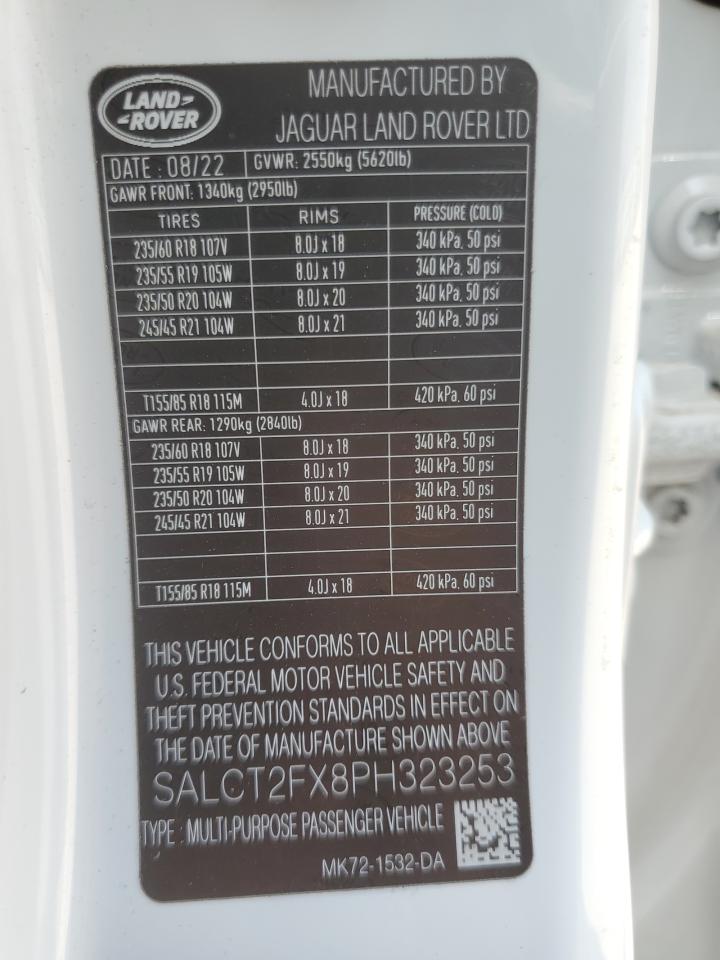 LAND ROVER
MANUFACTURED BY
JAGUAR LAND ROVER LTD
DATE : 08/22 GVWR: 2550kg (5620lb)
GAWR FRONT: 1340kg (2950lb)
TIRES RIMS PRESSURE (COLD)
235/60 R18 107V 8.0J x 18 340 kPa, 50 psi
235/55 R19 105W 8.0J x 19 340 kPa, 50 psi
235/50 R20 104W 8.0J x 20 340 kPa, 50 psi
245/45 R21 104W 8.0J x 21 340 kPa, 50 psi
T155/85 R18 115M 4.0J x 18 420 kPa, 60 psi
GAWR REAR: 1290kg (2840lb)
235/60 R18 107V 8.0J x 18 340 kPa, 50 psi
235/55 R19 105W 8.0J x 19 340 kPa, 50 psi
235/50 R20 104W 8.0J x 20 340 kPa, 50 psi
245/45 R21 104W 8.0J x 21 340 kPa, 50 psi
T155/85 R18 115M 4.0J x 18 420 kPa, 60 psi
THIS VEHICLE CONFORMS TO ALL APPLICABLE
U.S. FEDERAL MOTOR VEHICLE SAFETY AND
THEFT PREVENTION STANDARDS IN EFFECT ON
THE DATE OF MANUFACTURE SHOWN ABOVE
SALCT2FX8PH323253
TYPE : MULTI-PURPOSE PASSENGER VEHICLE
MK72-1532-DA